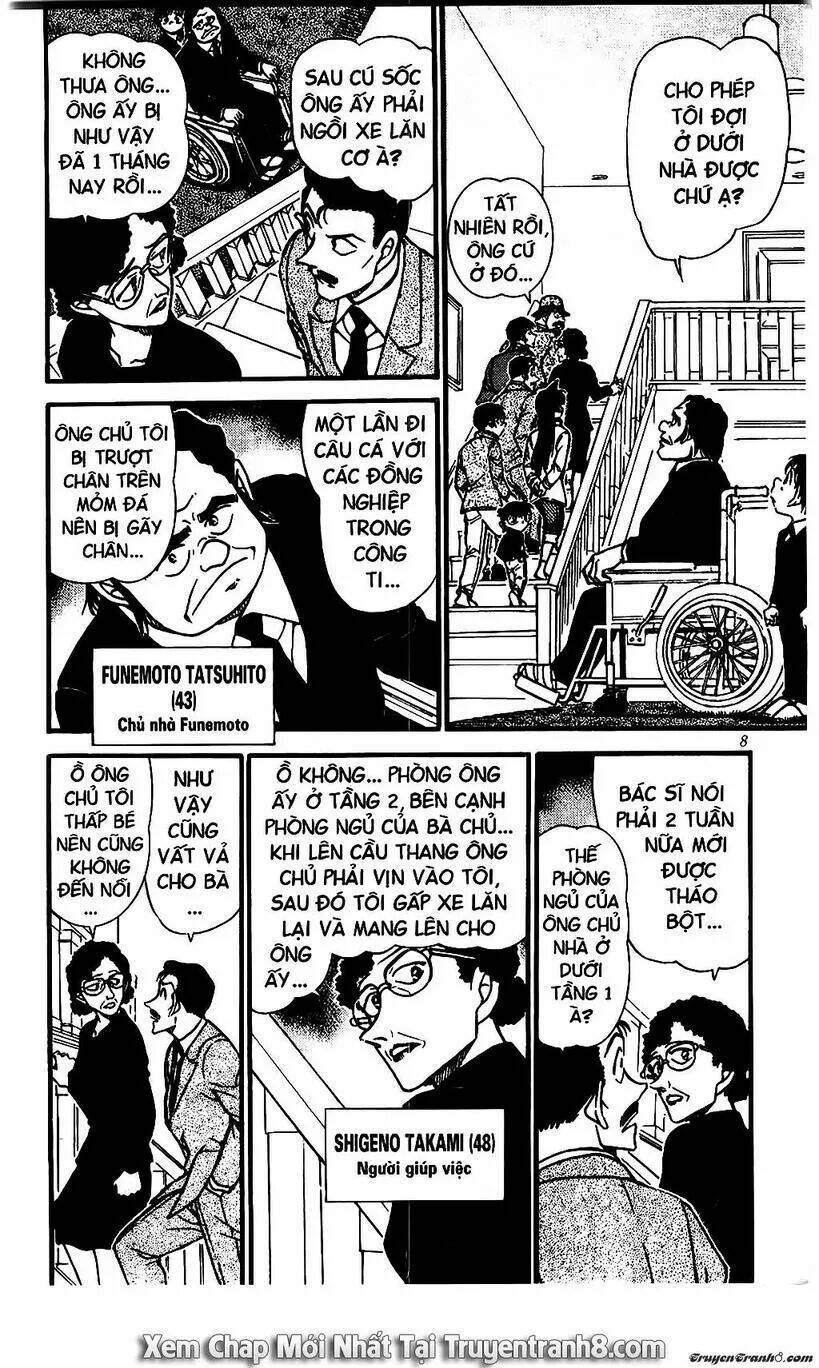 CHO PHÉP
TÔI ĐỢI
Ở DƯỚI
NHÀ ĐƯỢC
CHỨ Ạ?
TẤT
NHIÊN RỒI,
ÔNG CỨ
Ở ĐÓ...
SAU CÚ SỐC
ÔNG ẤY PHẢI
NGỒI XE LĂN
CƠ À?
KHÔNG
THƯA ÔNG...
ÔNG ẤY BỊ
NHƯ VẬY
ĐÃ 1 THÁNG
NAY RỒI...
MỘT LẦN ĐI
CÂU CÁ VỚI
CÁC ĐỒNG
NGHIỆP
TRONG
CÔNG
TI...
ÔNG CHỦ TÔI
BỊ TRƯỢT
CHÂN TRÊN
MỎM ĐÁ
NÊN BỊ GÃY
CHÂN...
FUNEMOTO TATSUHITO
(43)
Chủ nhà Funemoto
8
BÁC SĨ NÓI
PHẢI 2 TUẦN
NỮA MỚI
ĐƯỢC
THÁO
BỘT...
THẾ
PHÒNG
NGỦ CỦA
ÔNG CHỦ
NHÀ Ở
DƯỚI
TẦNG 1
À?
Ồ KHÔNG... PHÒNG ÔNG
ẤY Ở TẦNG 2, BÊN CẠNH
PHÒNG NGỦ CỦA BÀ CHỦ...
KHI LÊN CẦU THANG ÔNG
CHỦ PHẢI VỊN VÀO TÔI,
SAU ĐÓ TÔI GẤP XE LĂN
LẠI VÀ MANG LÊN CHO
ÔNG
ẤY...
SHIGENO TAKAMI (48)
Người giúp việc
NHƯ
VẬY
CŨNG
VẤT VẢ
CHO BÀ
...
Ồ ÔNG
CHỦ TÔI
THẤP BÉ
NÊN CŨNG
KHÔNG
ĐẾN NỖI
...
Xem Chap Mới Nhất Tại Truyentranh8.com
TruyenTranh8.com